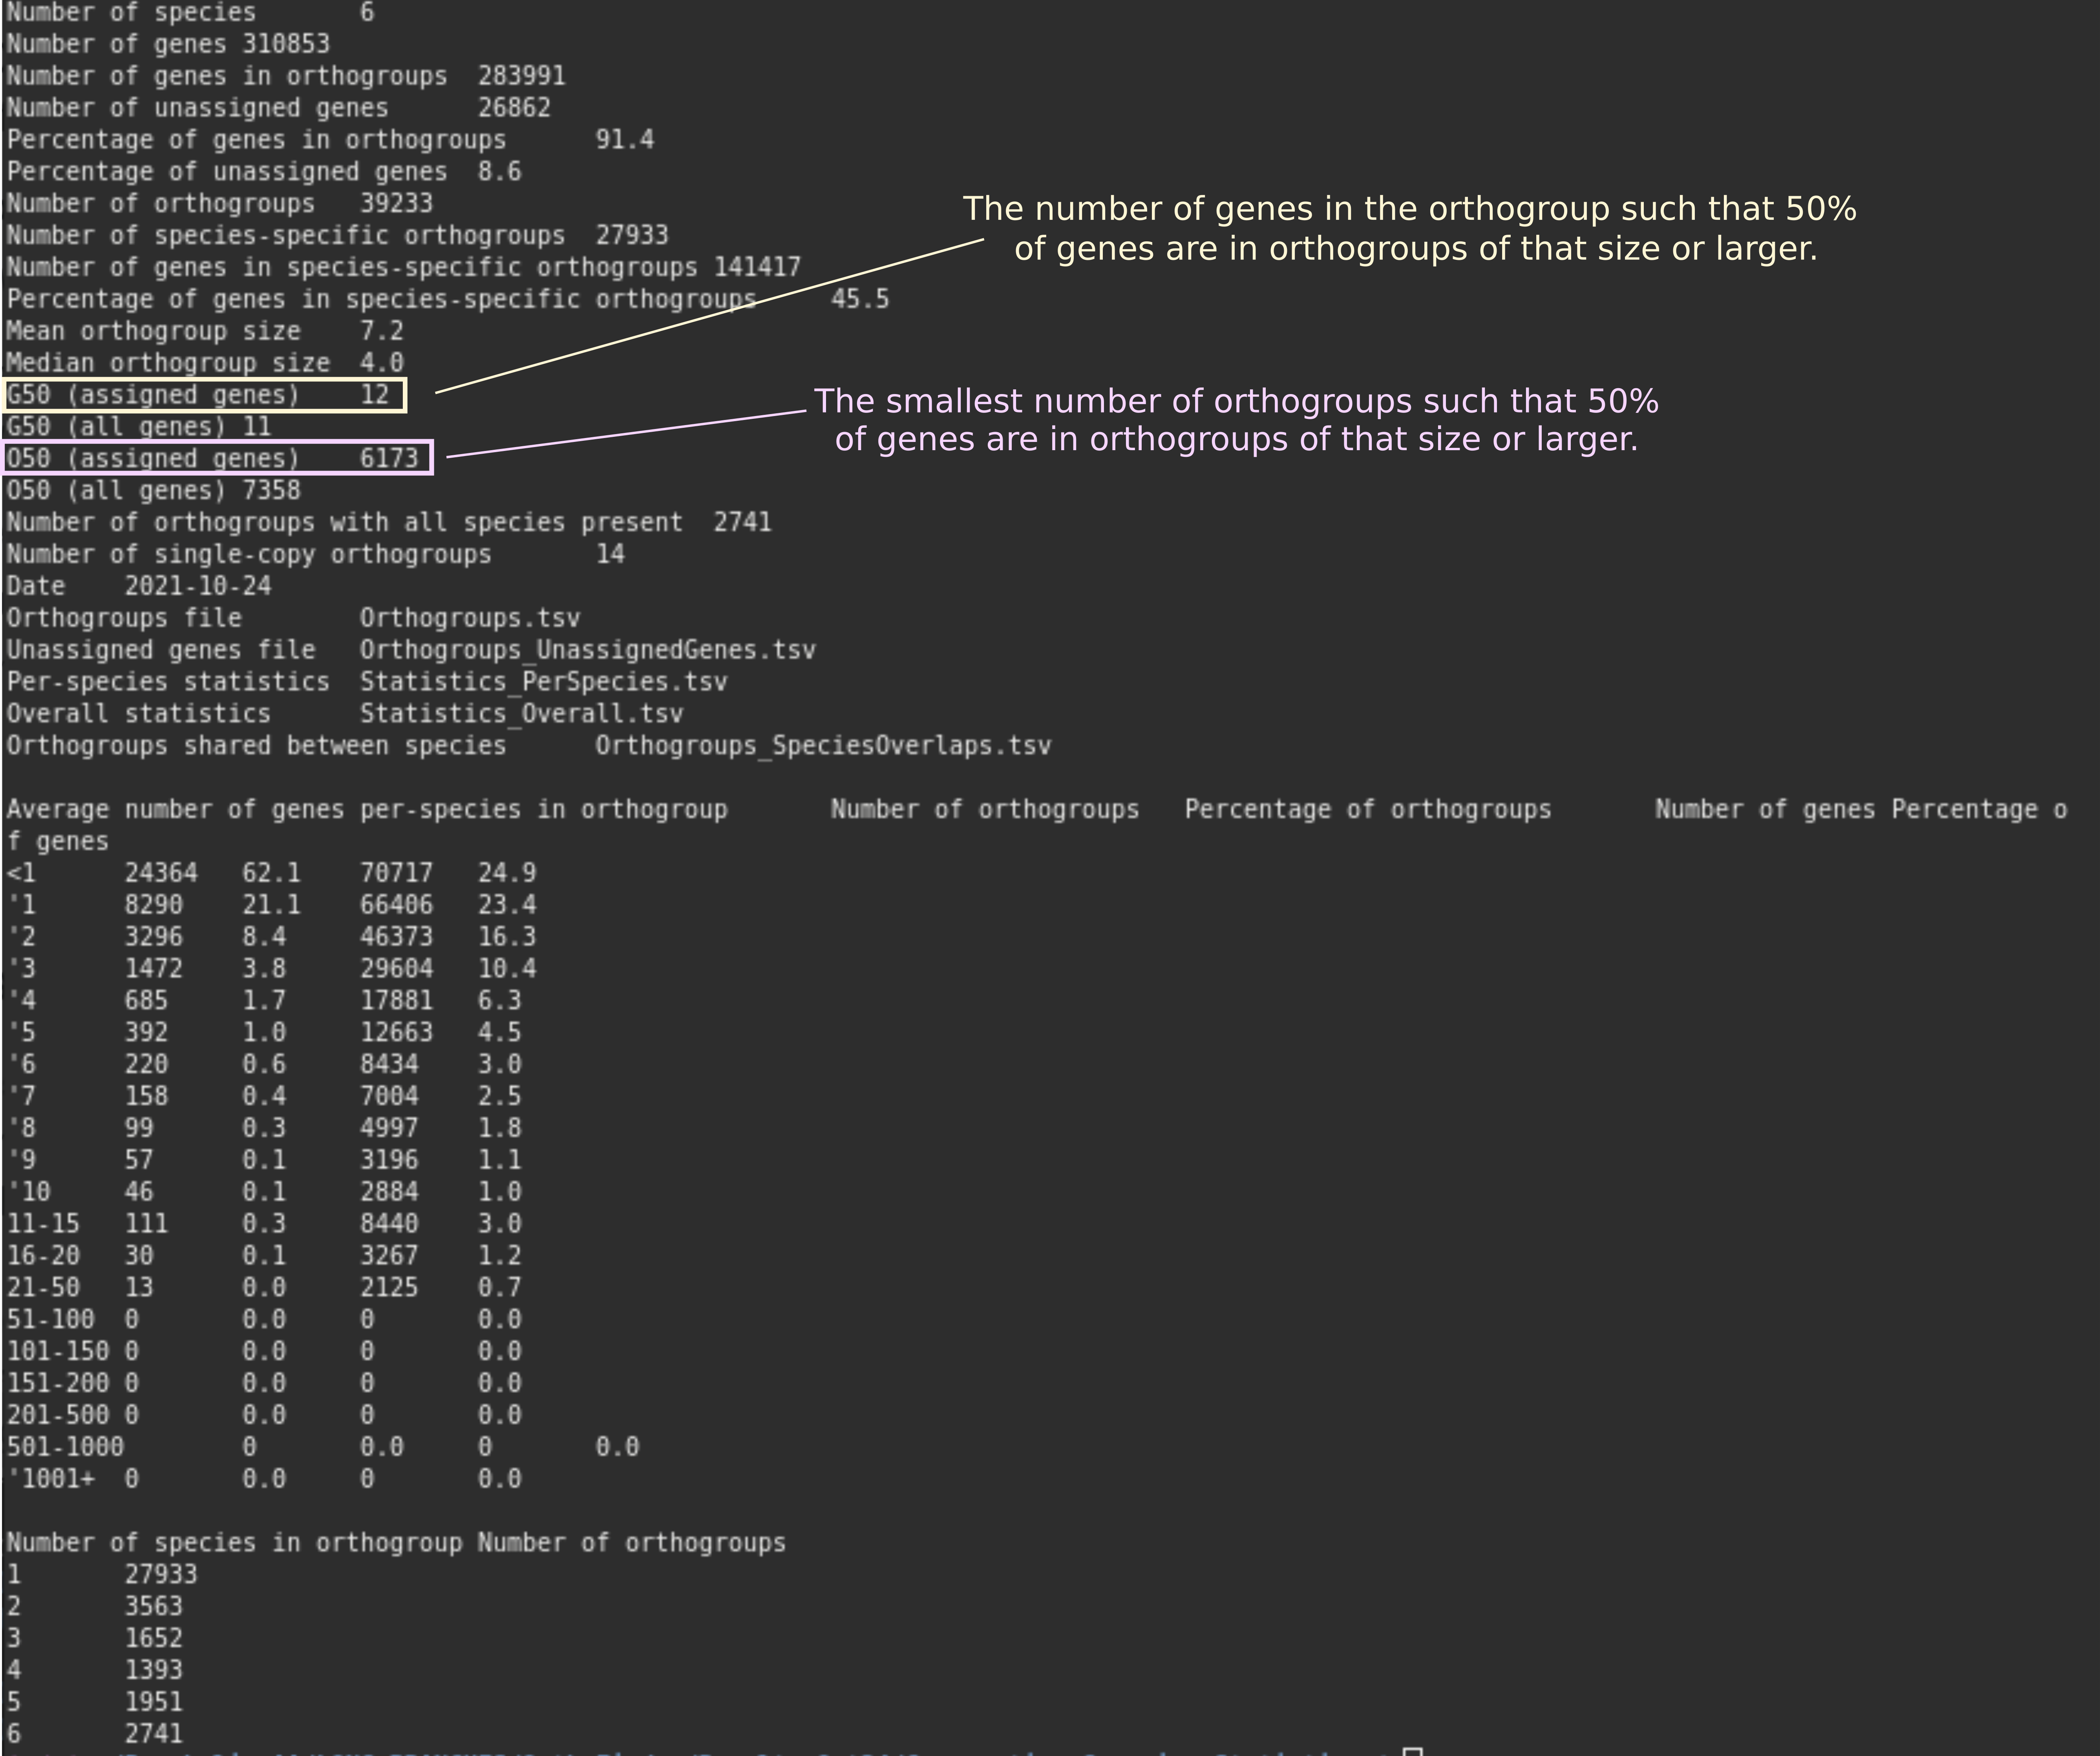 Number of species 6
Number of genes 310853
Number of genes in orthogroups 283991
Number of unassigned genes 26862
Percentage of genes in orthogroups 91.4
Percentage of unassigned genes 8.6
Number of orthogroups 39233
Number of species-specific orthogroups 27933
Number of genes in species-specific orthogroups 141417
Percentage of genes in species-specific orthogroups 45.5
Mean orthogroup size 7.2
Median orthogroup size 4.0
G50 (assigned genes) 12
G50 (all genes) 11
O50 (assigned genes) 6173
O50 (all genes) 7358
Number of orthogroups with all species present 2741
Number of single-copy orthogroups 14
Date 2021-10-24
Orthogroups file Orthogroups.tsv
Unassigned genes file Orthogroups_UnassignedGenes.tsv
Per-species statistics Statistics_PerSpecies.tsv
Overall statistics Statistics_Overall.tsv
Orthogroups shared between species Orthogroups_SpeciesOverlaps.tsv
The number of genes in the orthogroup such that 50%
of genes are in orthogroups of that size or larger.
The smallest number of orthogroups such that 50%
of genes are in orthogroups of that size or larger.
Average number of genes per-species in orthogroup Number of orthogroups Percentage of orthogroups Number of genes Percentage o
f genes
<1 24364 62.1 70717 24.9
'1 8290 21.1 66406 23.4
'2 3296 8.4 46373 16.3
'3 1472 3.8 29604 10.4
'4 685 1.7 17881 6.3
'5 392 1.0 12663 4.5
'6 220 0.6 8434 3.0
'7 158 0.4 7004 2.5
'8 99 0.3 4997 1.8
'9 57 0.1 3196 1.1
'10 46 0.1 2884 1.0
11-15 111 0.3 8440 3.0
16-20 30 0.1 3267 1.2
21-50 13 0.0 2125 0.7
51-100 0 0.0 0 0.0
101-150 0 0.0 0 0.0
151-200 0 0.0 0 0.0
201-500 0 0.0 0 0.0
501-1000 0 0.0 0 0.0
'1001+ 0 0.0 0 0.0
Number of species in orthogroup Number of orthogroups
1 27933
2 3563
3 1652
4 1393
5 1951
6 2741